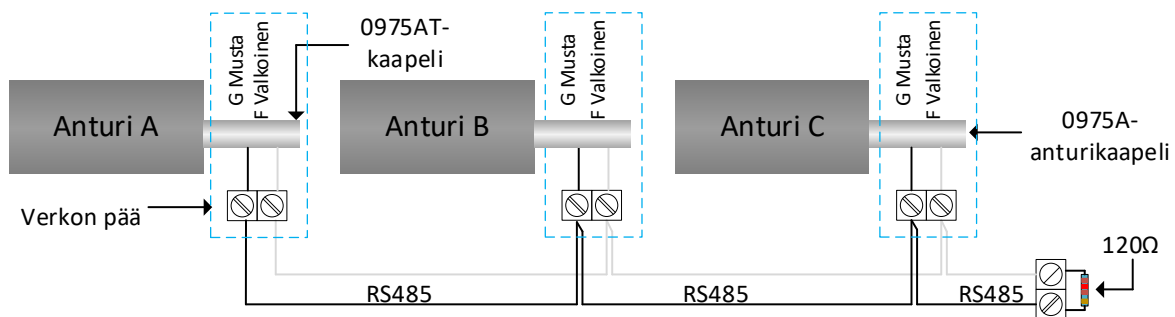 0975AT-
kaapeli
G Musta
F Valkoinen
G Musta
F Valkoinen
G Musta
F Valkoinen
Anturi A
Anturi B
Anturi C
0975A-
anturikaapeli
Verkon pää
120Ω
RS485
RS485
RS485